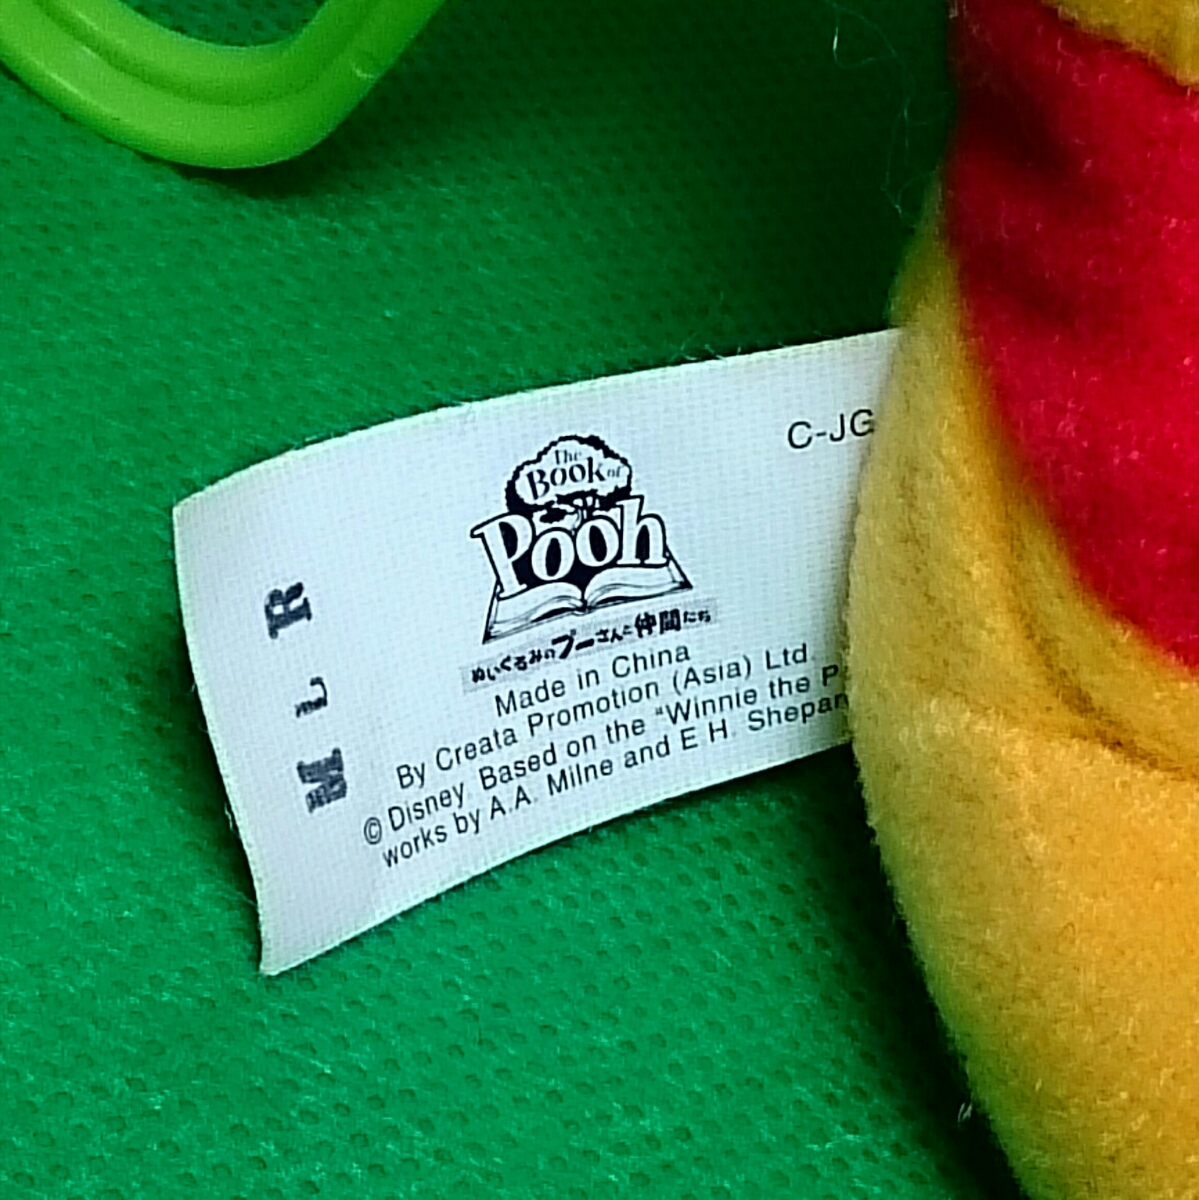 C-JG
The
Book of
Pooh
ぬいぐるみのプーさんと仲間たち
Made in China
By Creata Promotion (Asia) Ltd.
© Disney Based on the "Winnie the P
works by A.A. Milne and E H. Shepar
M L R